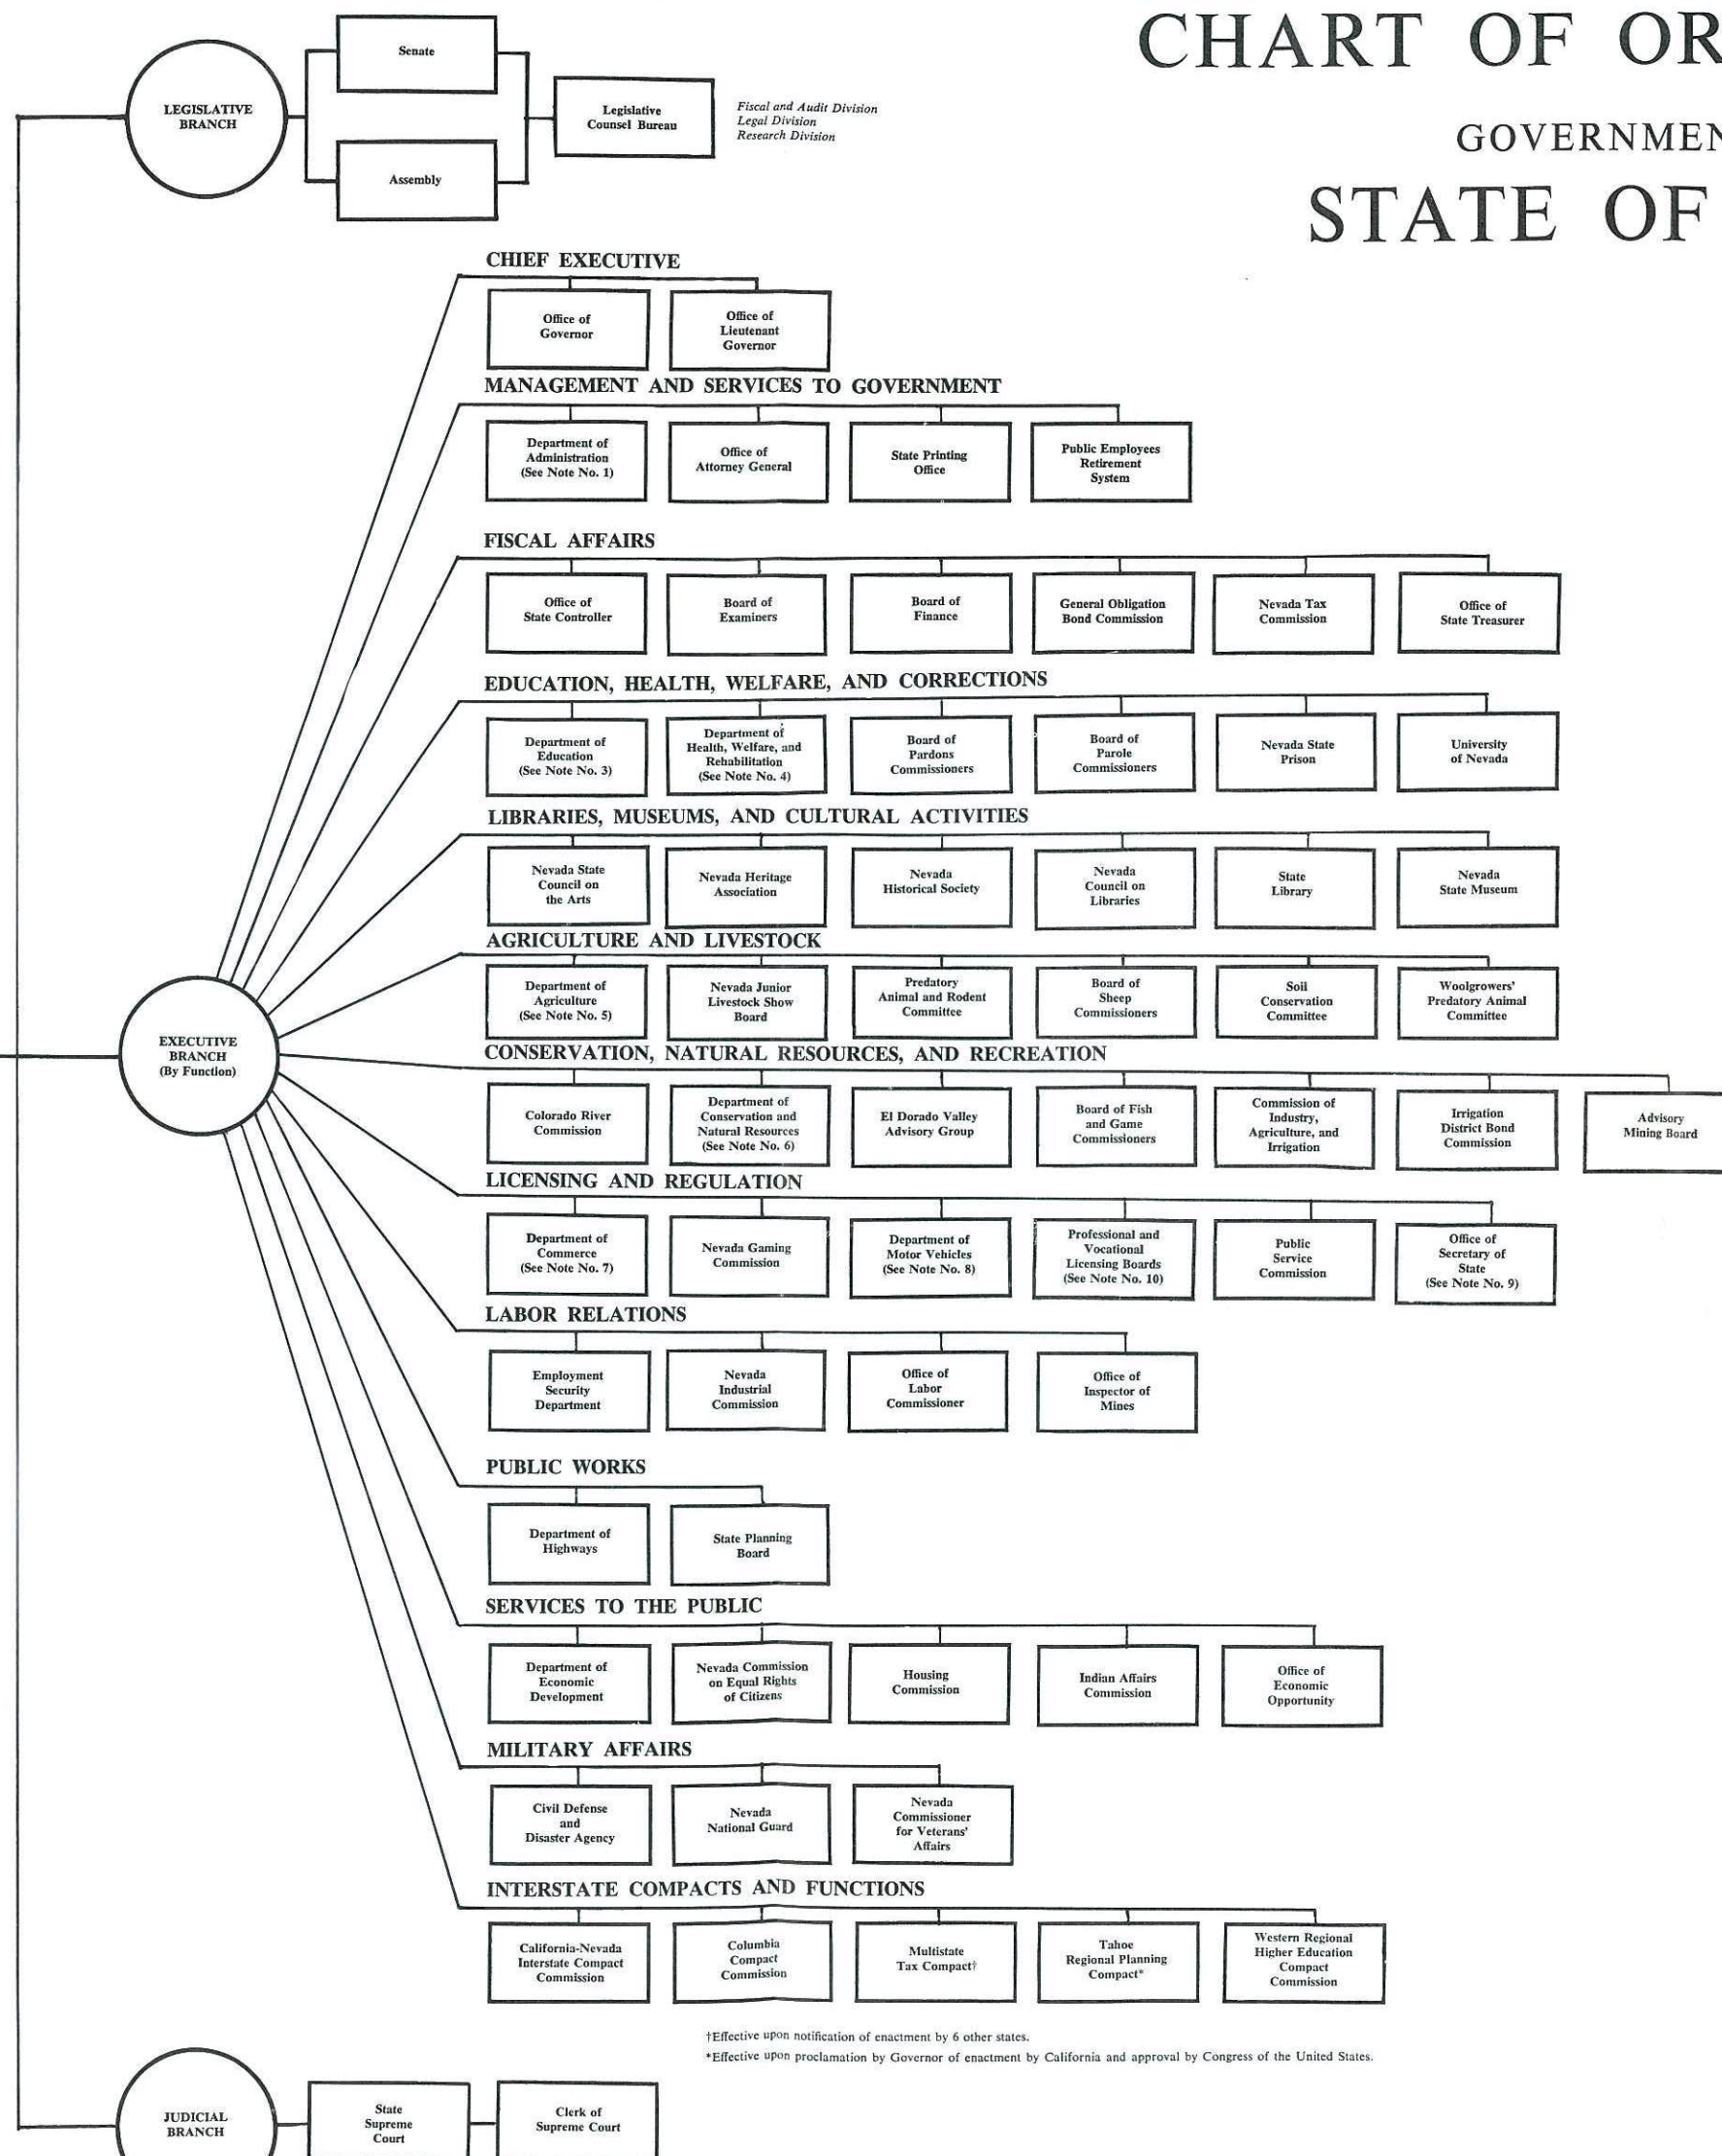 CHART OF OR
GOVERNMEN
STATE OF
LEGISLATIVE
BRANCH
Senate
Assembly
Legislative
Counsel Bureau
Fiscal and Audit Division
Legal Division
Research Division
EXECUTIVE
BRANCH
(By Function)
CHIEF EXECUTIVE
Office of
Governor
Office of
Lieutenant
Governor
MANAGEMENT AND SERVICES TO GOVERNMENT
Department of
Administration
(See Note No. 1)
Office of
Attorney General
State Printing
Office
Public Employees
Retirement
System
FISCAL AFFAIRS
Office of
State Controller
Board of
Examiners
Board of
Finance
General Obligation
Bond Commission
Nevada Tax
Commission
Office of
State Treasurer
EDUCATION, HEALTH, WELFARE, AND CORRECTIONS
Department of
Education
(See Note No. 3)
Department of
Health, Welfare, and
Rehabilitation
(See Note No. 4)
Board of
Pardons
Commissioners
Board of
Parole
Commissioners
Nevada State
Prison
University
of Nevada
LIBRARIES, MUSEUMS, AND CULTURAL ACTIVITIES
Nevada State
Council on
the Arts
Nevada Heritage
Association
Nevada
Historical Society
Nevada
Council on
Libraries
State
Library
Nevada
State Museum
AGRICULTURE AND LIVESTOCK
Department of
Agriculture
(See Note No. 5)
Nevada Junior
Livestock Show
Board
Predatory
Animal and Rodent
Committee
Board of
Sheep
Commissioners
Soil
Conservation
Committee
Woolgrowers'
Predatory Animal
Committee
CONSERVATION, NATURAL RESOURCES, AND RECREATION
Colorado River
Commission
Department of
Conservation and
Natural Resources
(See Note No. 6)
El Dorado Valley
Advisory Group
Board of Fish
and Game
Commissioners
Commission of
Industry,
Agriculture, and
Irrigation
Irrigation
District Bond
Commission
Advisory
Mining Board
LICENSING AND REGULATION
Department of
Commerce
(See Note No. 7)
Nevada Gaming
Commission
Department of
Motor Vehicles
(See Note No. 8)
Professional and
Vocational
Licensing Boards
(See Note No. 10)
Public
Service
Commission
Office of
Secretary of
State
(See Note No. 9)
LABOR RELATIONS
Employment
Security
Department
Nevada
Industrial
Commission
Office of
Labor
Commissioner
Office of
Inspector of
Mines
PUBLIC WORKS
Department of
Highways
State Planning
Board
SERVICES TO THE PUBLIC
Department of
Economic
Development
Nevada Commission
on Equal Rights
of Citizens
Housing
Commission
Indian Affairs
Commission
Office of
Economic
Opportunity
MILITARY AFFAIRS
Civil Defense
and
Disaster Agency
Nevada
National Guard
Nevada
Commissioner
for Veterans'
Affairs
INTERSTATE COMPACTS AND FUNCTIONS
California-Nevada
Interstate Compact
Commission
Columbia
Compact
Commission
Multistate
Tax Compact†
Tahoe
Regional Planning
Compact*
Western Regional
Higher Education
Compact
Commission
†Effective upon notification of enactment by 6 other states.
*Effective upon proclamation by Governor of enactment by California and approval by Congress of the United States.
JUDICIAL
BRANCH
State
Supreme
Court
Clerk of
Supreme Court